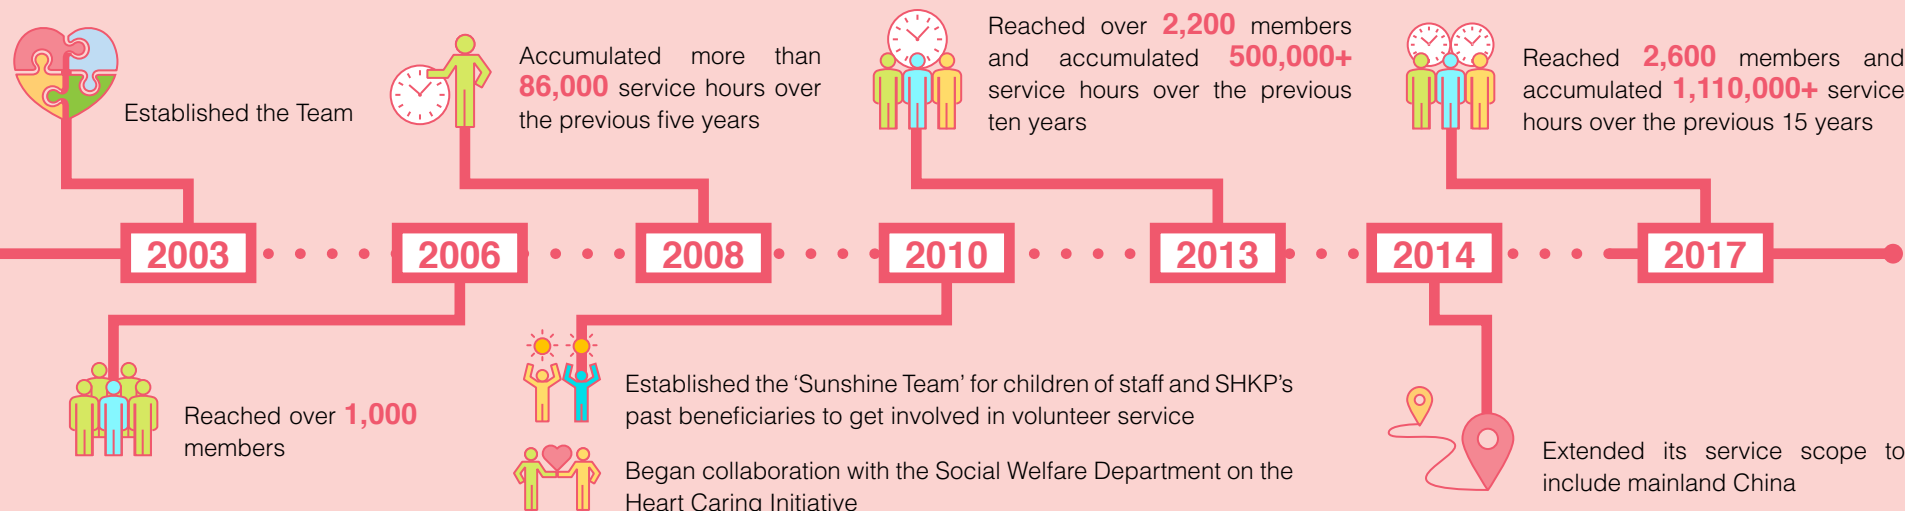 Established the Team
Accumulated more than
86,000 service hours over
the previous five years
Reached over 2,200 members
and accumulated 500,000+
service hours over the previous
ten years
Reached 2,600 members and
accumulated 1,110,000+ service
hours over the previous 15 years
2003
2006
2008
2010
2013
2014
2017
Reached over 1,000
members
Established the ‘Sunshine Team’ for children of staff and SHKP’s
past beneficiaries to get involved in volunteer service
Began collaboration with the Social Welfare Department on the
Heart Caring Initiative
Extended its service scope to
include mainland China